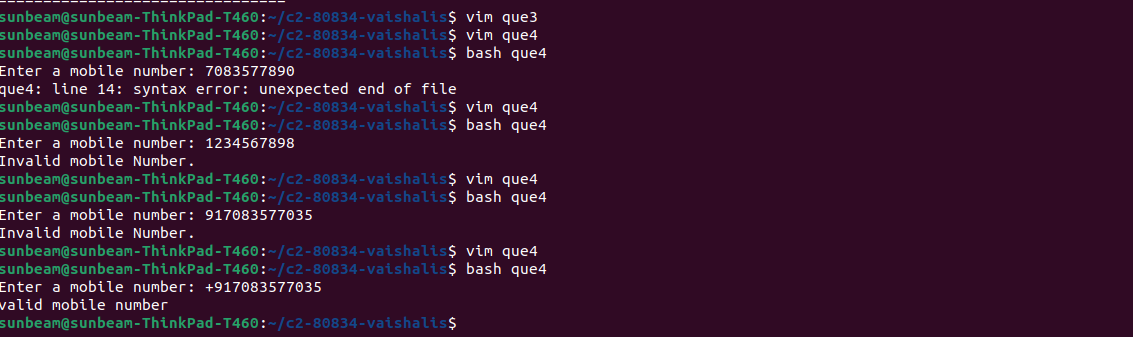 sunbeam@sunbeam-ThinkPad-T460:~/c2-80834-vaishalis$ vim que3
sunbeam@sunbeam-ThinkPad-T460:~/c2-80834-vaishalis$ vim que4
sunbeam@sunbeam-ThinkPad-T460:~/c2-80834-vaishalis$ bash que4
Enter a mobile number: 7083577890
que4: line 14: syntax error: unexpected end of file
sunbeam@sunbeam-ThinkPad-T460:~/c2-80834-vaishalis$ vim que4
sunbeam@sunbeam-ThinkPad-T460:~/c2-80834-vaishalis$ bash que4
Enter a mobile number: 1234567898
Invalid mobile Number.
sunbeam@sunbeam-ThinkPad-T460:~/c2-80834-vaishalis$ vim que4
sunbeam@sunbeam-ThinkPad-T460:~/c2-80834-vaishalis$ bash que4
Enter a mobile number: 917083577035
Invalid mobile Number.
sunbeam@sunbeam-ThinkPad-T460:~/c2-80834-vaishalis$ vim que4
sunbeam@sunbeam-ThinkPad-T460:~/c2-80834-vaishalis$ bash que4
Enter a mobile number: +917083577035
valid mobile number
sunbeam@sunbeam-ThinkPad-T460:~/c2-80834-vaishalis$